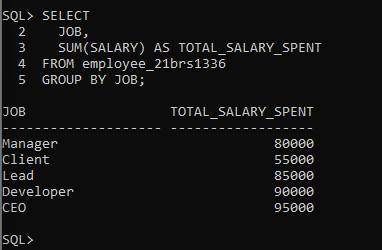 SQL> SELECT
  2    JOB,
  3    SUM(SALARY) AS TOTAL_SALARY_SPENT
  4  FROM employee_21brs1336
  5  GROUP BY JOB;

JOB                  TOTAL_SALARY_SPENT
-------------------- ------------------
Manager                           80000
Client                            55000
Lead                              85000
Developer                         90000
CEO                               95000

SQL>